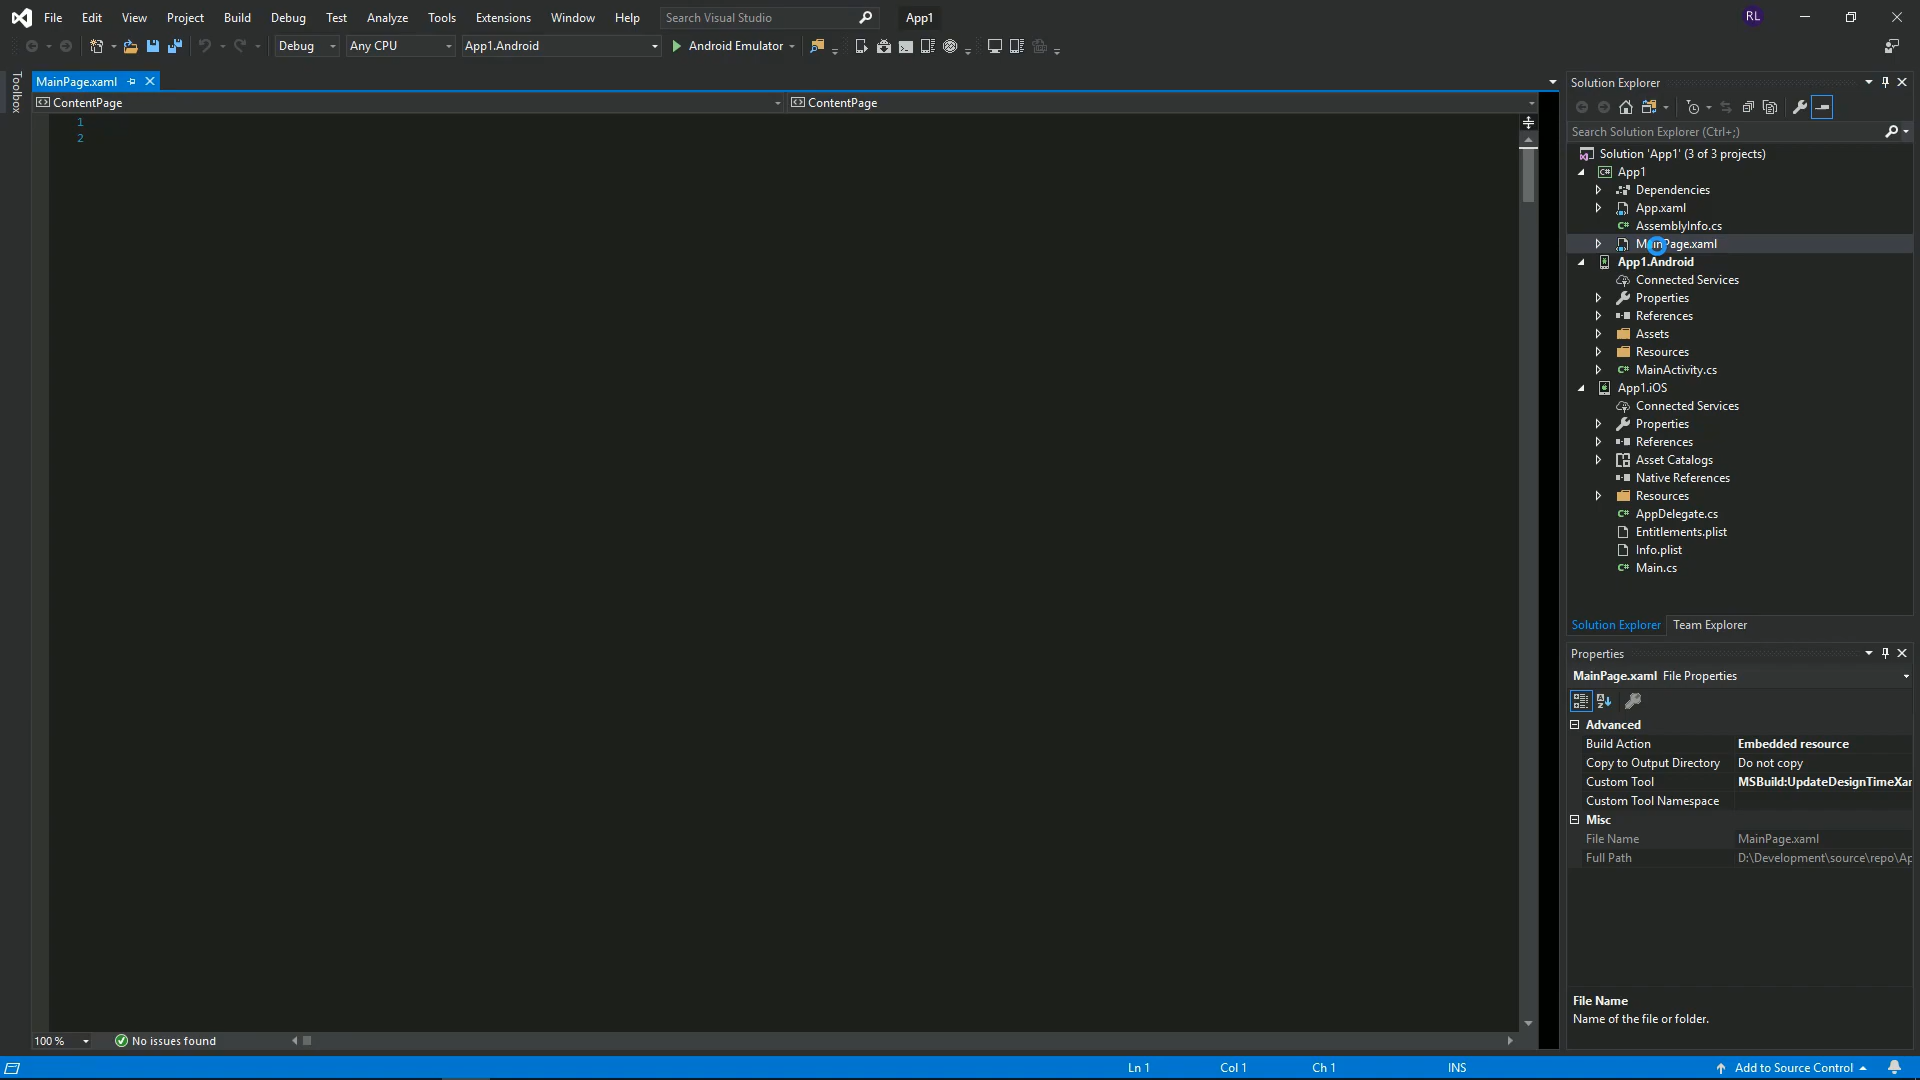 File Edit View Project Build Debug Test Analyze Tools Extensions Window Help Search Visual Studio App1 RL
Debug Any CPU App1.Android Android Emulator
Toolbox
MainPage.xaml
ContentPage ContentPage
1
2
100 % No issues found
Solution Explorer
Search Solution Explorer (Ctrl+;)
Solution 'App1' (3 of 3 projects)
App1
Dependencies
App.xaml
AssemblyInfo.cs
MainPage.xaml
App1.Android
Connected Services
Properties
References
Assets
Resources
MainActivity.cs
App1.iOS
Connected Services
Properties
References
Asset Catalogs
Native References
Resources
AppDelegate.cs
Entitlements.plist
Info.plist
Main.cs
Solution Explorer Team Explorer
Properties
MainPage.xaml File Properties
Advanced
Build Action Embedded resource
Copy to Output Directory Do not copy
Custom Tool MSBuild:UpdateDesignTimeXar
Custom Tool Namespace
Misc
File Name MainPage.xaml
Full Path D:\Development\source\repo\Ap
File Name
Name of the file or folder.
Ln 1 Col 1 Ch 1 INS Add to Source Control